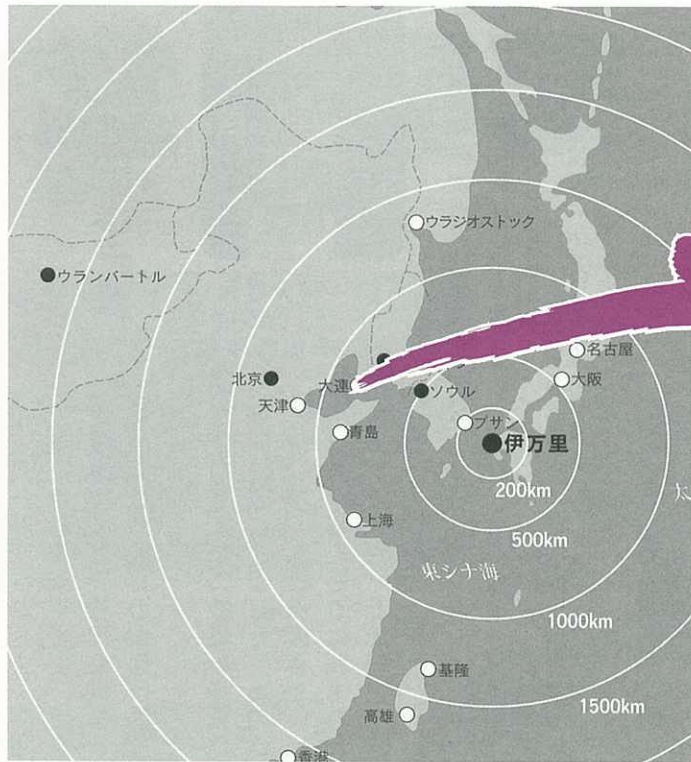 ウラジオストック
ウランバートル
名古屋
北京
大連
大阪
天津
ソウル
プサン
青島
伊万里
200km
上海
500km
東シナ海
1000km
基隆
1500km
高雄
香港